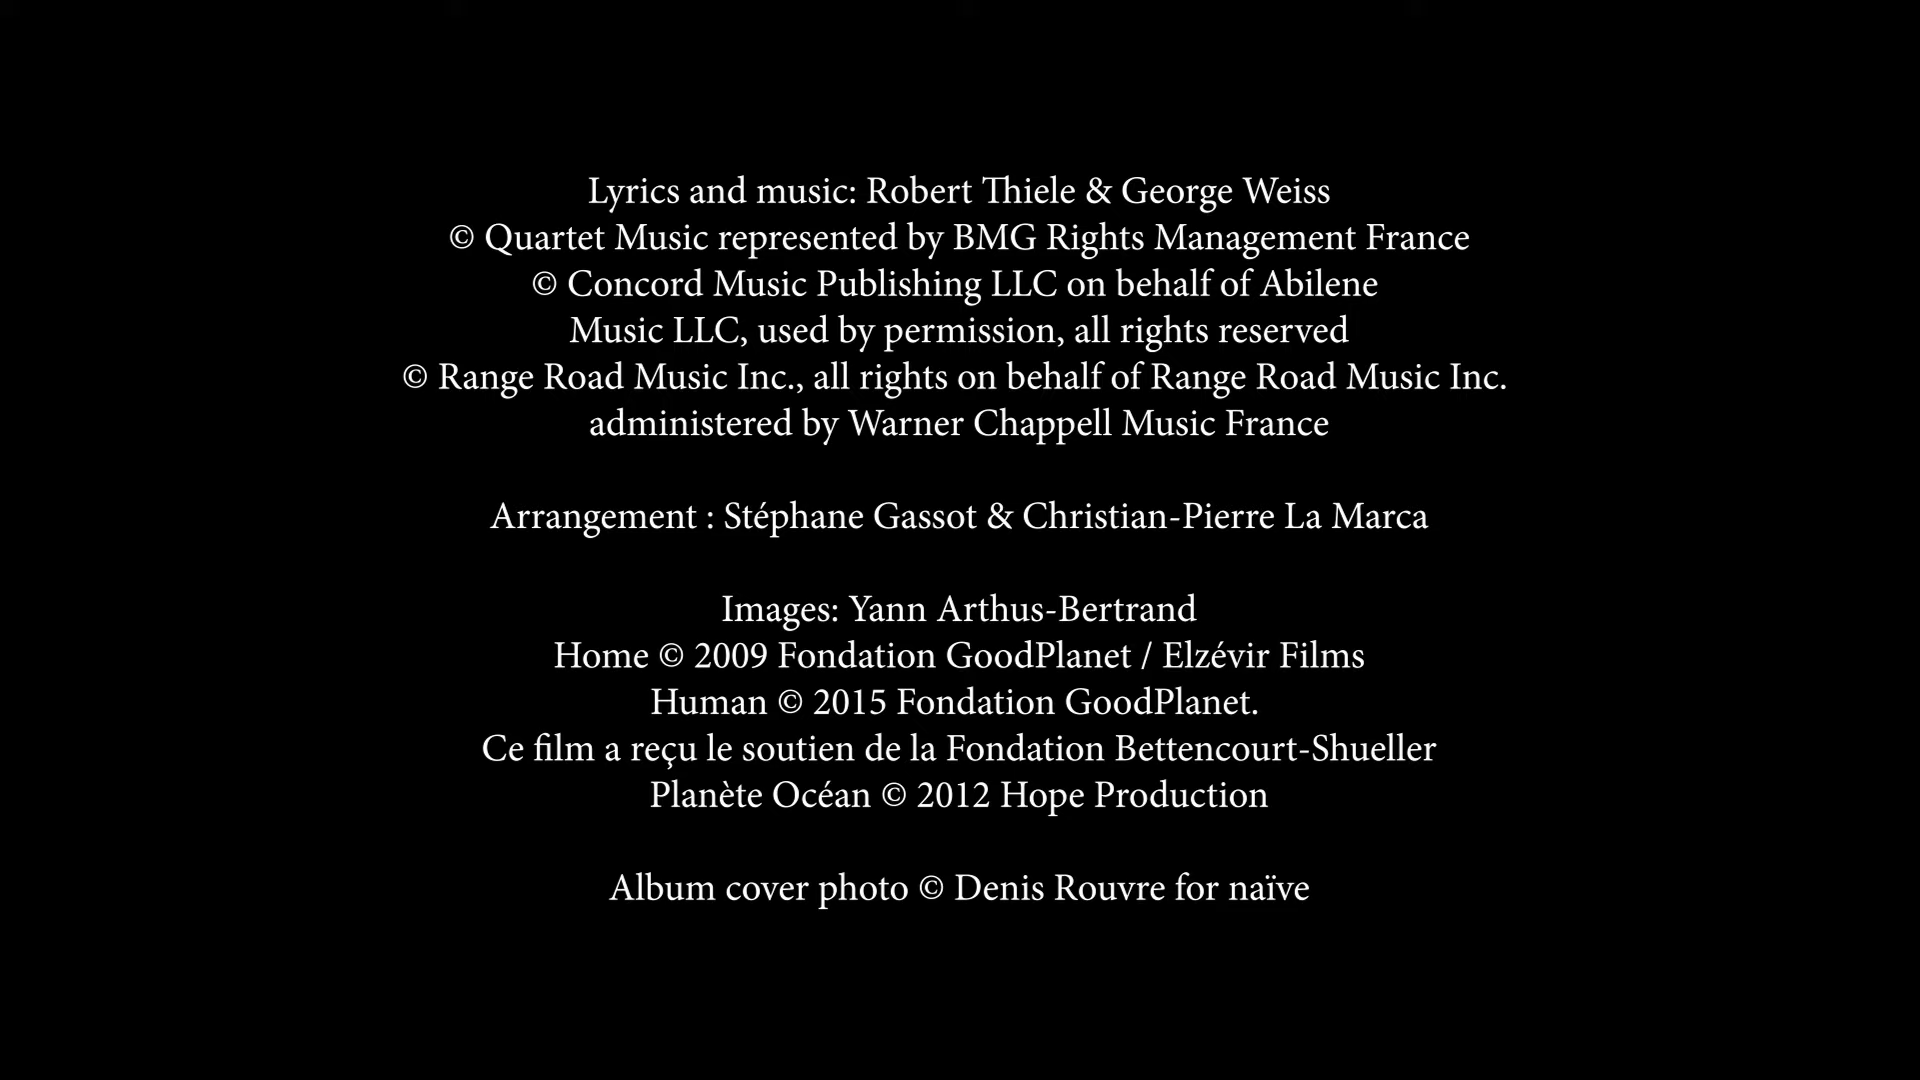 Lyrics and music: Robert Thiele & George Weiss
© Quartet Music represented by BMG Rights Management France
© Concord Music Publishing LLC on behalf of Abilene
Music LLC, used by permission, all rights reserved
© Range Road Music Inc., all rights on behalf of Range Road Music Inc.
administered by Warner Chappell Music France
Arrangement : Stéphane Gassot & Christian-Pierre La Marca
Images: Yann Arthus-Bertrand
Home © 2009 Fondation GoodPlanet / Elzévir Films
Human © 2015 Fondation GoodPlanet.
Ce film a reçu le soutien de la Fondation Bettencourt-Shueller
Planète Océan © 2012 Hope Production
Album cover photo © Denis Rouvre for naïve